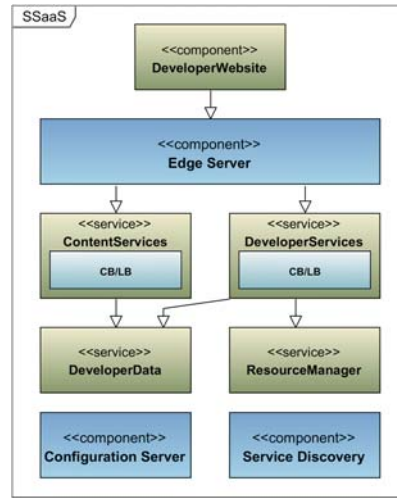 SSaaS
<<component>>
DeveloperWebsite
<<component>>
Edge Server
<<service>>
ContentServices
CB/LB
<<service>>
DeveloperServices
CB/LB
<<service>>
DeveloperData
<<service>>
ResourceManager
<<component>>
Configuration Server
<<component>>
Service Discovery